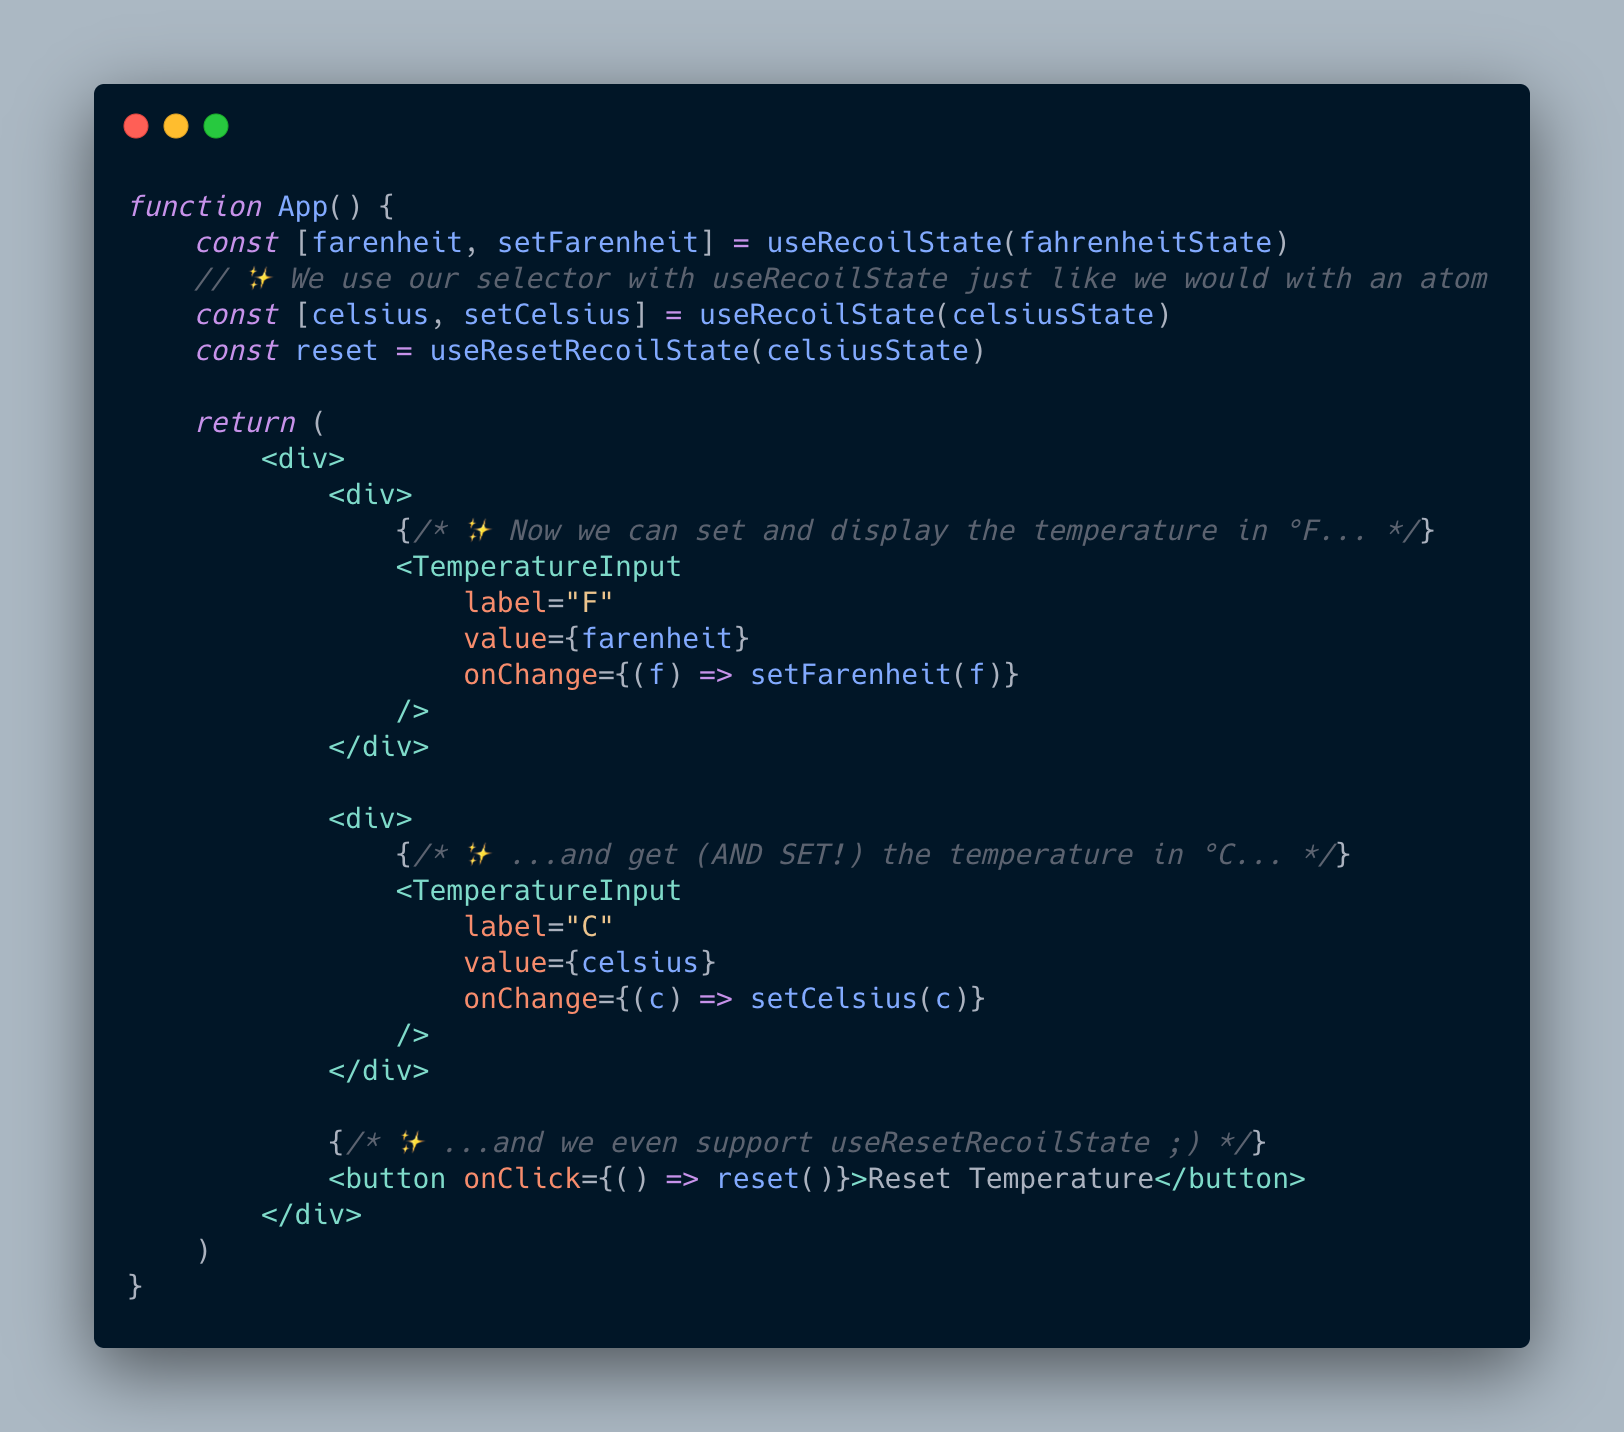 function App() {
    const [farenheit, setFarenheit] = useRecoilState(fahrenheitState)
    // ✨ We use our selector with useRecoilState just like we would with an atom
    const [celsius, setCelsius] = useRecoilState(celsiusState)
    const reset = useResetRecoilState(celsiusState)

    return (
        <div>
            <div>
                {/* ✨ Now we can set and display the temperature in °F... */}
                <TemperatureInput
                    label="F"
                    value={farenheit}
                    onChange={(f) => setFarenheit(f)}
                />
            </div>

            <div>
                {/* ✨ ...and get (AND SET!) the temperature in °C... */}
                <TemperatureInput
                    label="C"
                    value={celsius}
                    onChange={(c) => setCelsius(c)}
                />
            </div>

            {/* ✨ ...and we even support useResetRecoilState ;) */}
            <button onClick={() => reset()}>Reset Temperature</button>
        </div>
    )
}